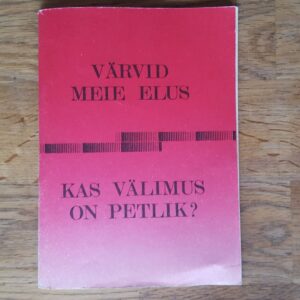 VÄRVID
MEIE ELUS
KAS VÄLIMUS
ON PETLIK?